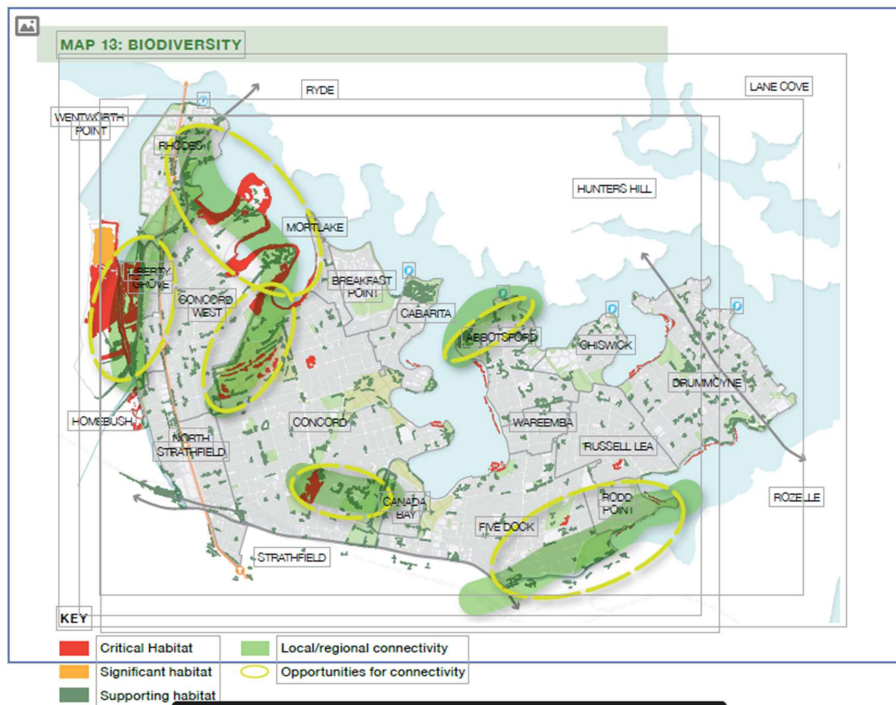 MAP 13: BIODIVERSITY
RYDE
LANE COVE
WENTWORTH
POINT
RHODES
HUNTERS HILL
MORTLAKE
LIBERTY
GROVE
BREAKFAST
POINT
CONCORD
WEST
CABARITA
ABBOTSFORD
CHISWICK
DRUMMOYNE
HOMEBUSH
CONCORD
WAREEMBA
NORTH
STRATHFIELD
RUSSELL LEA
CANADA
BAY
RODD
POINT
ROZELLE
FIVE DOCK
STRATHFIELD
KEY
Critical Habitat
Local/regional connectivity
Significant habitat
Opportunities for connectivity
Supporting habitat